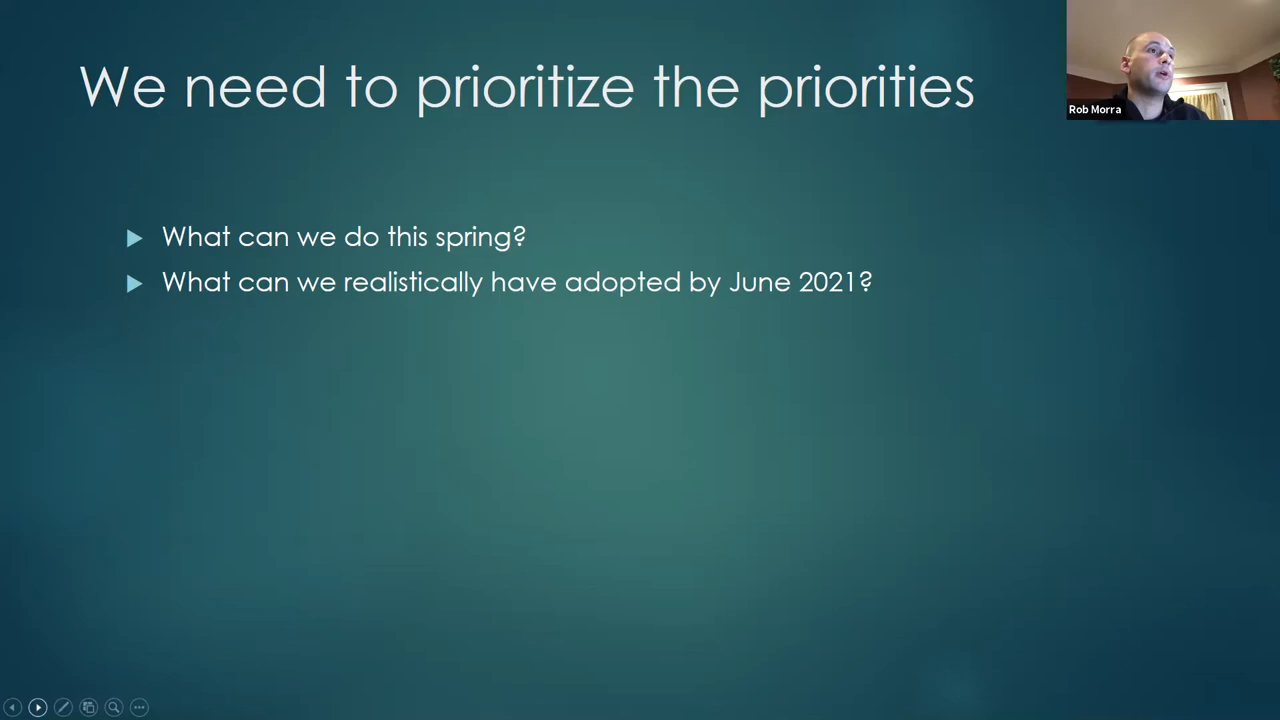 We need to prioritize the priorities
Rob Morra
What can we do this spring?
What can we realistically have adopted by June 2021?